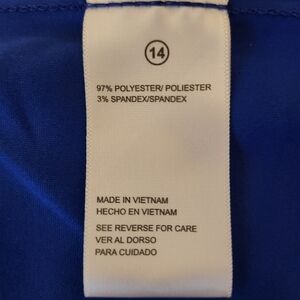 14
97% POLYESTER/ POLIESTER
3% SPANDEX/SPANDEX
MADE IN VIETNAM
HECHO EN VIETNAM
SEE REVERSE FOR CARE
VER AL DORSO
PARA CUIDADO